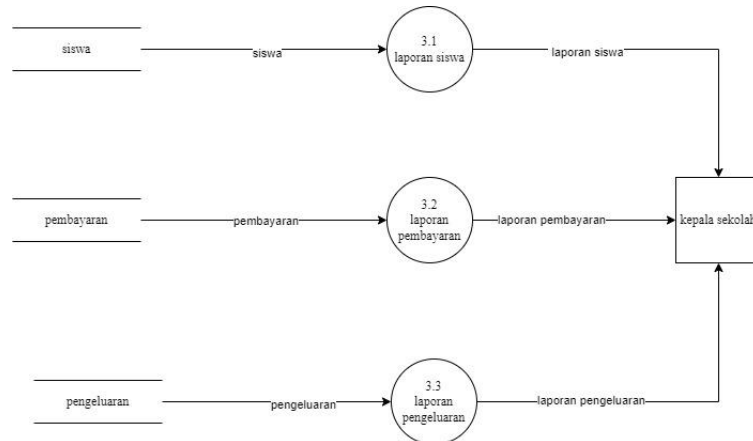 siswa
siswa
3.1
laporan siswa
laporan siswa
pembayaran
pembayaran
3.2
laporan
pembayaran
laporan pembayaran
kepala sekolah
pengeluaran
pengeluaran
3.3
laporan
pengeluaran
laporan pengeluaran